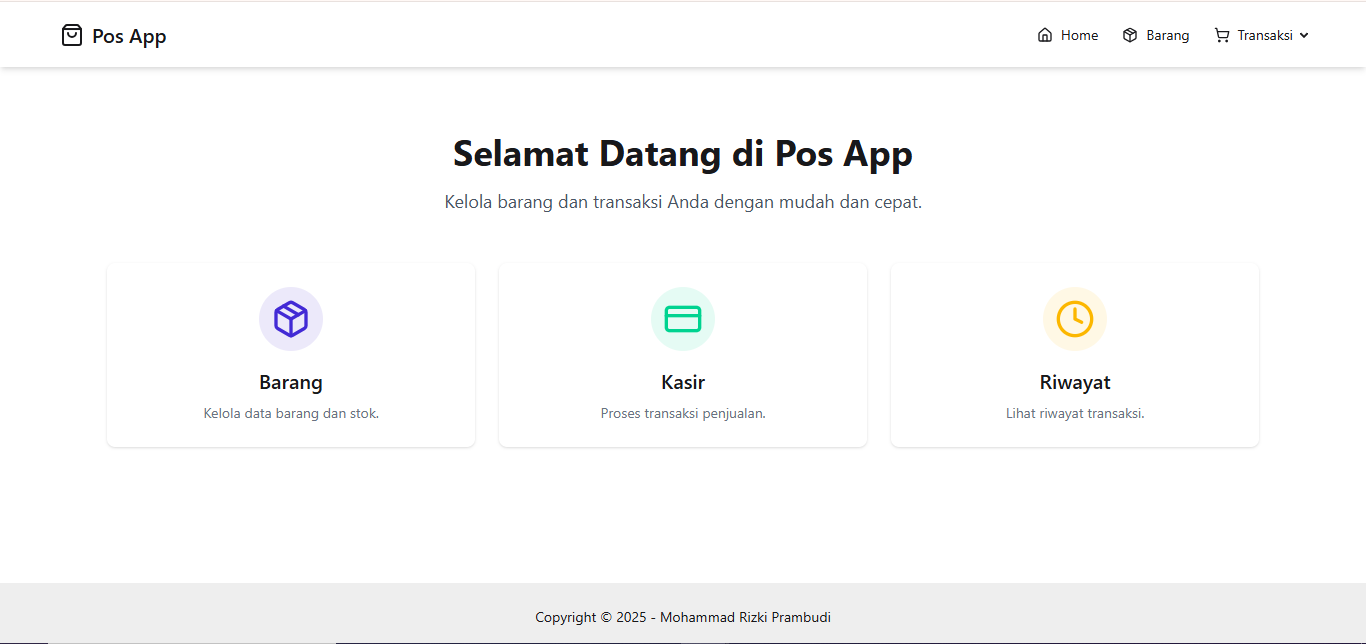 Pos App
Home
Barang
Transaksi
Selamat Datang di Pos App
Kelola barang dan transaksi Anda dengan mudah dan cepat.
Barang
Kelola data barang dan stok.
Kasir
Proses transaksi penjualan.
Riwayat
Lihat riwayat transaksi.
Copyright © 2025 - Mohammad Rizki Prambudi